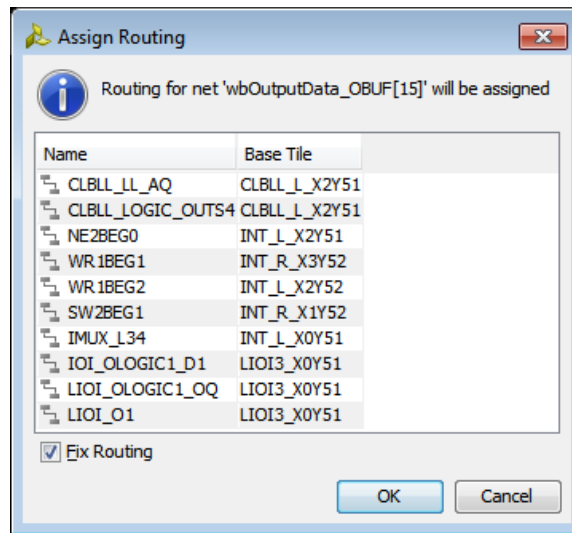 Assign Routing
Routing for net 'wbOutputData_OBUF[15]' will be assigned
Name Base Tile
CLBLL_LL_AQ CLBLL_L_X2Y51
CLBLL_LOGIC_OUTS4 CLBLL_L_X2Y51
NE2BEG0 INT_L_X2Y51
WR1BEG1 INT_R_X3Y52
WR1BEG2 INT_L_X2Y52
SW2BEG1 INT_R_X1Y52
IMUX_L34 INT_L_X0Y51
IOI_OLOGIC1_D1 LIOI3_X0Y51
LIOI_OLOGIC1_OQ LIOI3_X0Y51
LIOI_O1 LIOI3_X0Y51
Fix Routing
OK Cancel